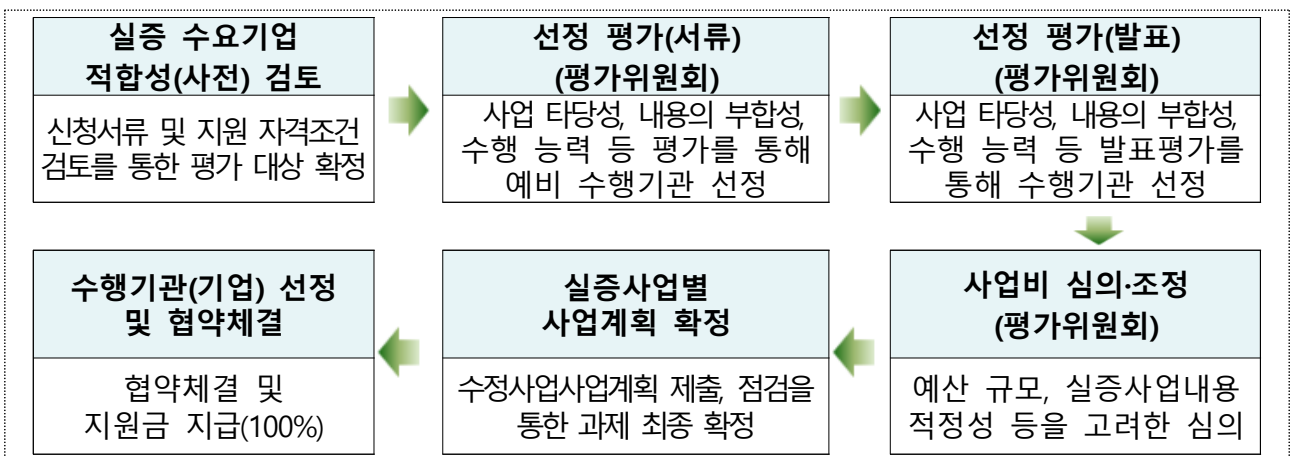 실증 수요기업
적합성(사전) 검토
신청서류 및 지원 자격조건
검토를 통한 평가 대상 확정
선정 평가(서류)
(평가위원회)
사업 타당성, 내용의 부합성,
수행 능력 등 평가를 통해
예비 수행기관 선정
선정 평가(발표)
(평가위원회)
사업 타당성, 내용의 부합성,
수행 능력 등 발표평가를
통해 수행기관 선정
사업비 심의·조정
(평가위원회)
예산 규모, 실증사업내용
적정성 등을 고려한 심의
실증사업별
사업계획 확정
수정사업사업계획 제출, 점검을
통한 과제 최종 확정
수행기관(기업) 선정
및 협약체결
협약체결 및
지원금 지급(100%)